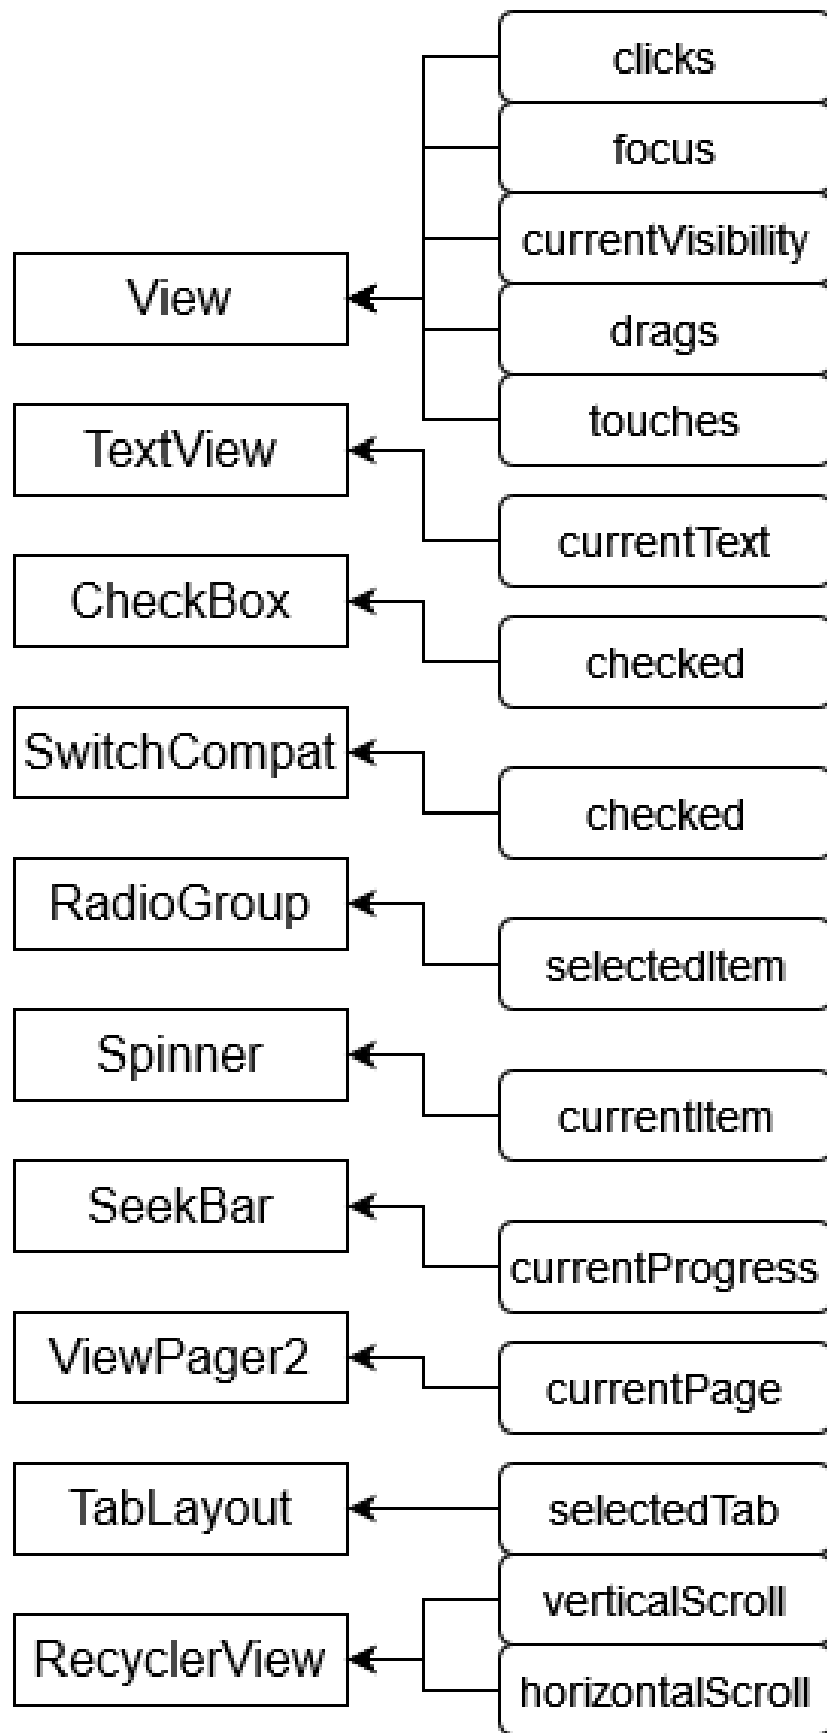 clicks
focus
currentVisibility
View
drags
touches
TextView
currentText
CheckBox
checked
SwitchCompat
checked
RadioGroup
selectedItem
Spinner
currentItem
SeekBar
currentProgress
ViewPager2
currentPage
TabLayout
selectedTab
verticalScroll
RecyclerView
horizontalScroll